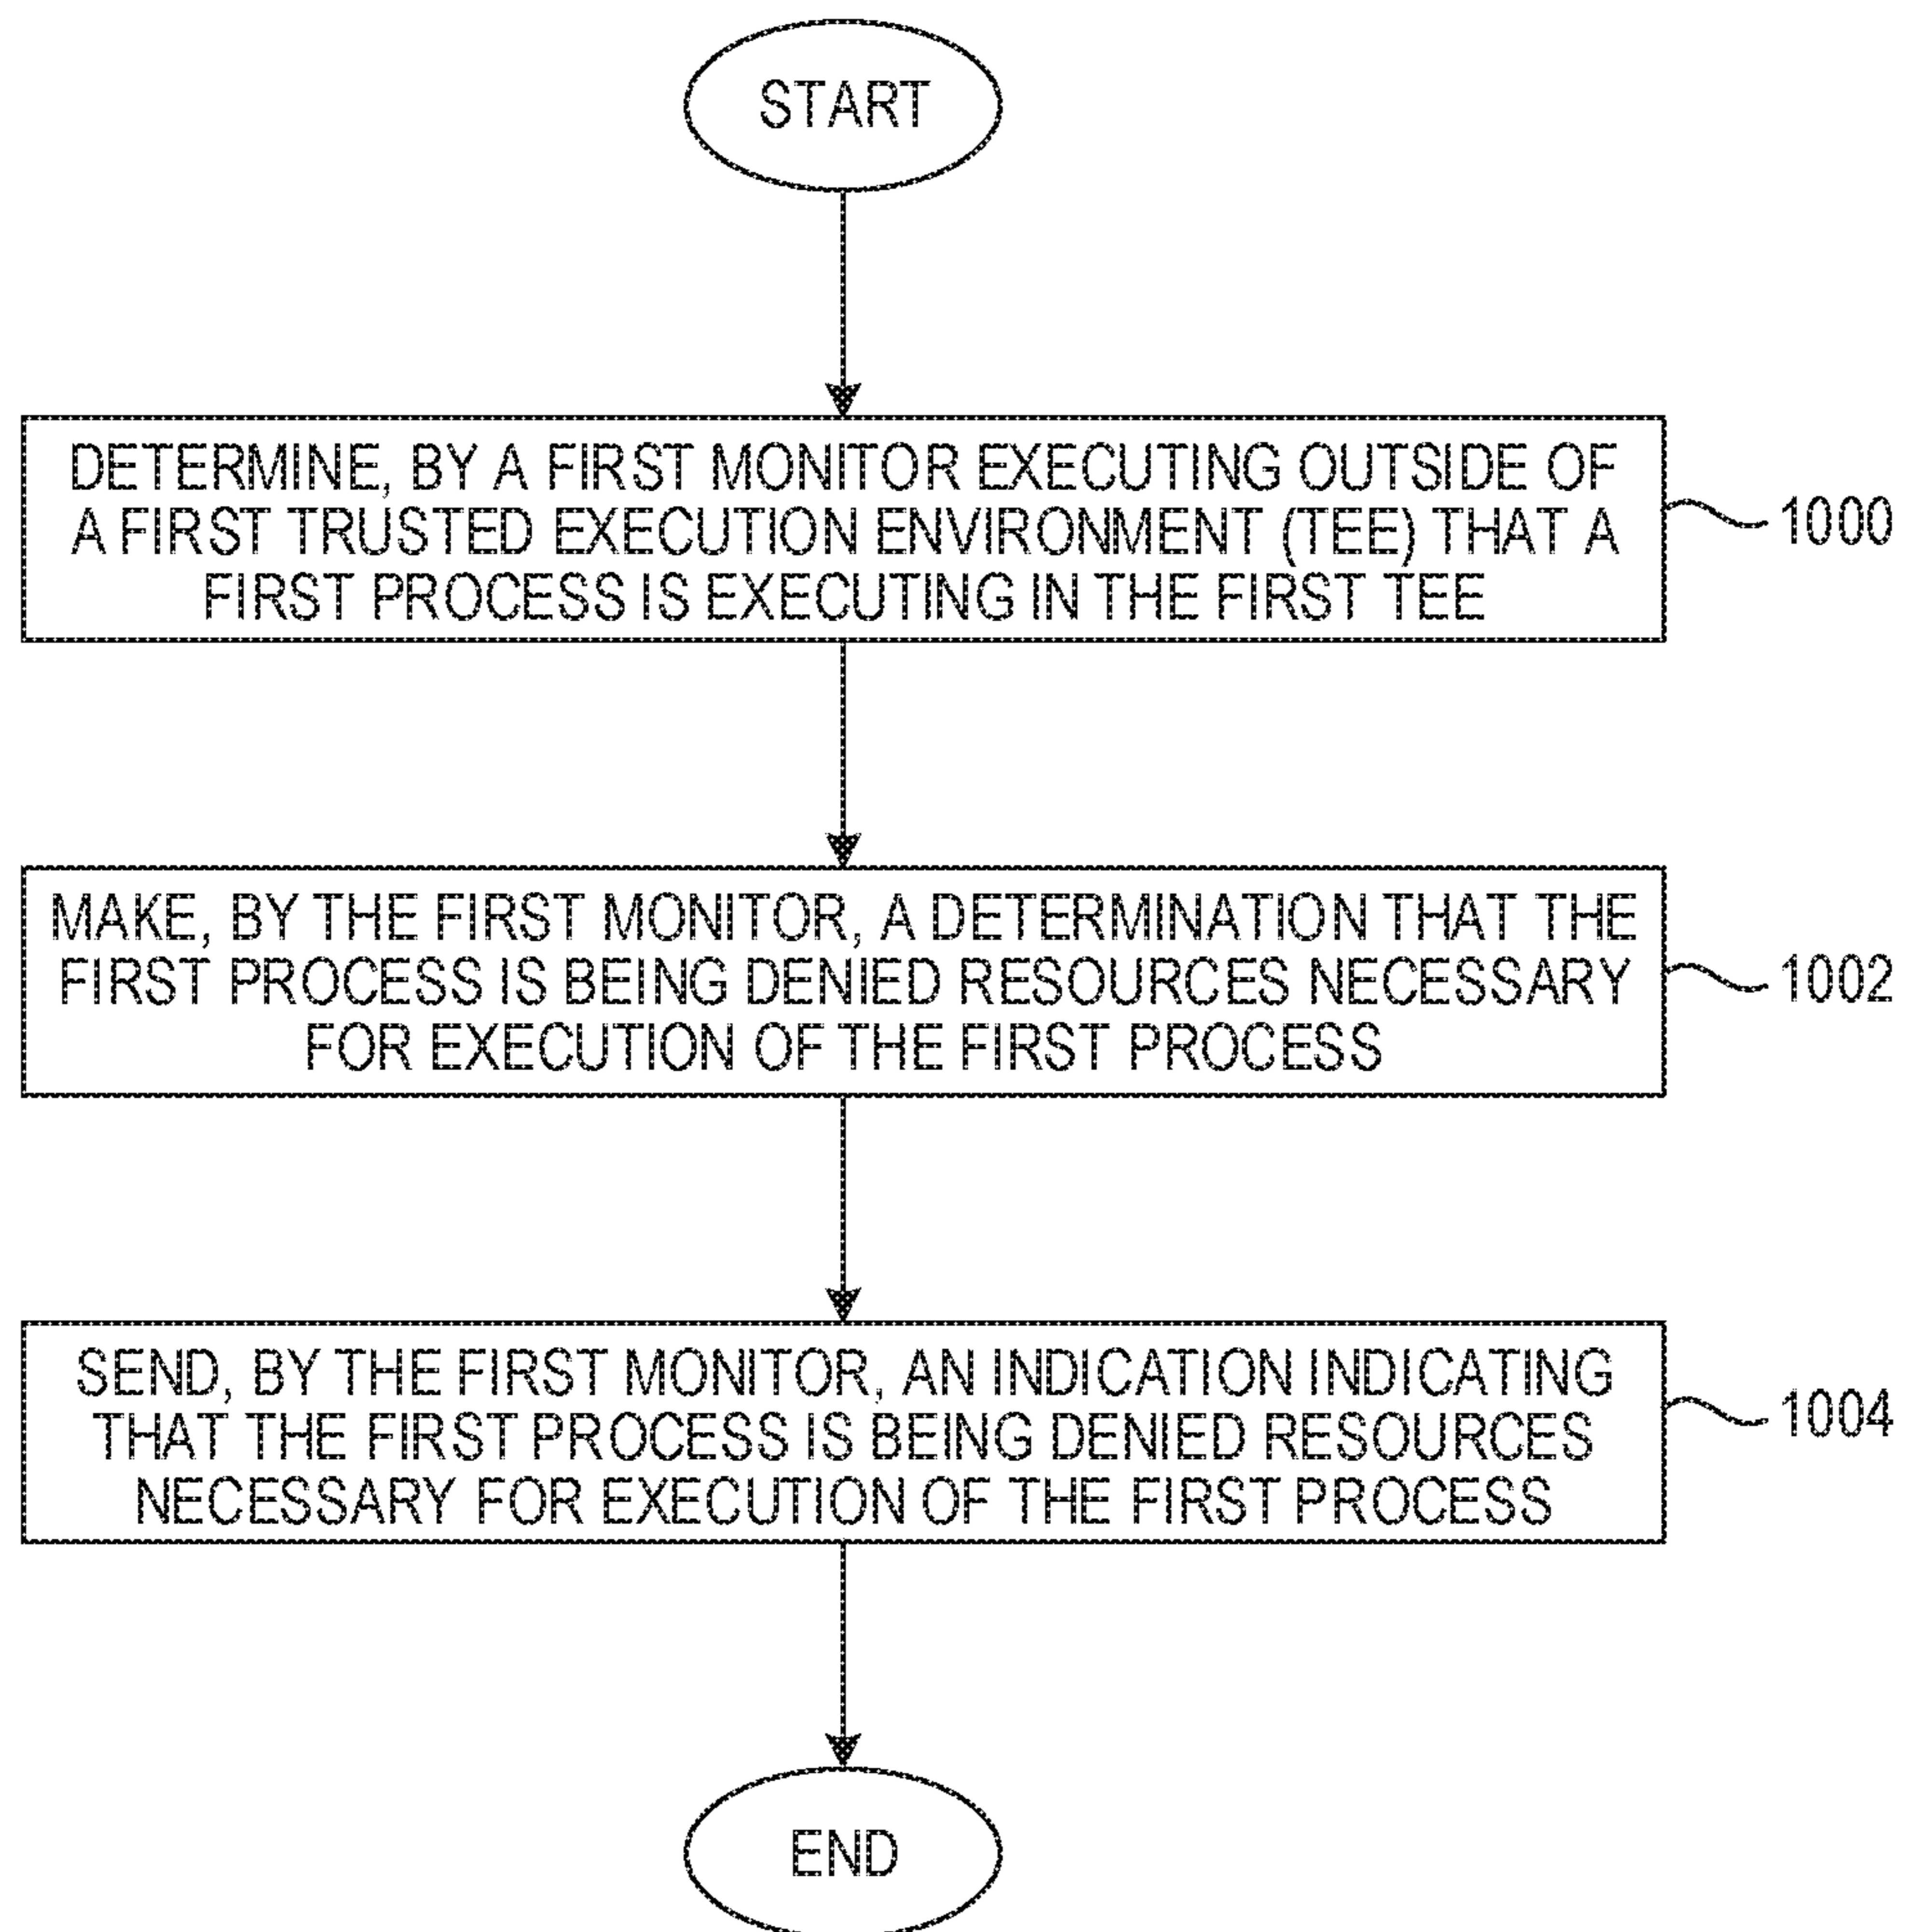 START
DETERMINE, BY A FIRST MONITOR EXECUTING OUTSIDE OF
A FIRST TRUSTED EXECUTION ENVIRONMENT (TEE) THAT A
FIRST PROCESS IS EXECUTING IN THE FIRST TEE
1000
MAKE, BY THE FIRST MONITOR, A DETERMINATION THAT THE
FIRST PROCESS IS BEING DENIED RESOURCES NECESSARY
FOR EXECUTION OF THE FIRST PROCESS
1002
SEND, BY THE FIRST MONITOR, AN INDICATION INDICATING
THAT THE FIRST PROCESS IS BEING DENIED RESOURCES
NECESSARY FOR EXECUTION OF THE FIRST PROCESS
1004
END